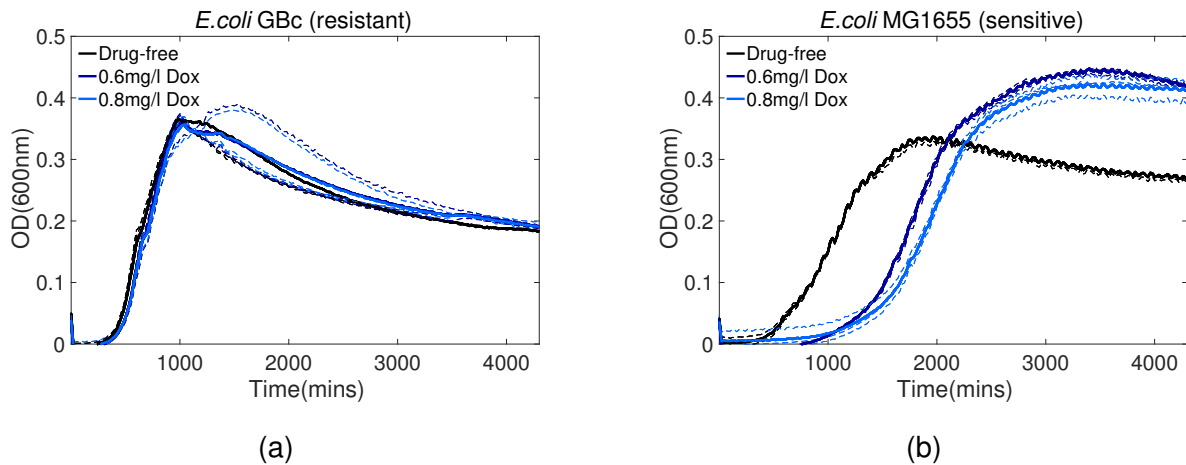 E.coli GBc (resistant)
0.5
0.4
0.3
0.2
0.1
0
OD(600nm)
Drug-free
0.6mg/l Dox
0.8mg/l Dox
1000 2000 3000 4000
Time(mins)
(a)
E.coli MG1655 (sensitive)
0.5
0.4
0.3
0.2
0.1
0
OD(600nm)
Drug-free
0.6mg/l Dox
0.8mg/l Dox
1000 2000 3000 4000
Time(mins)
(b)